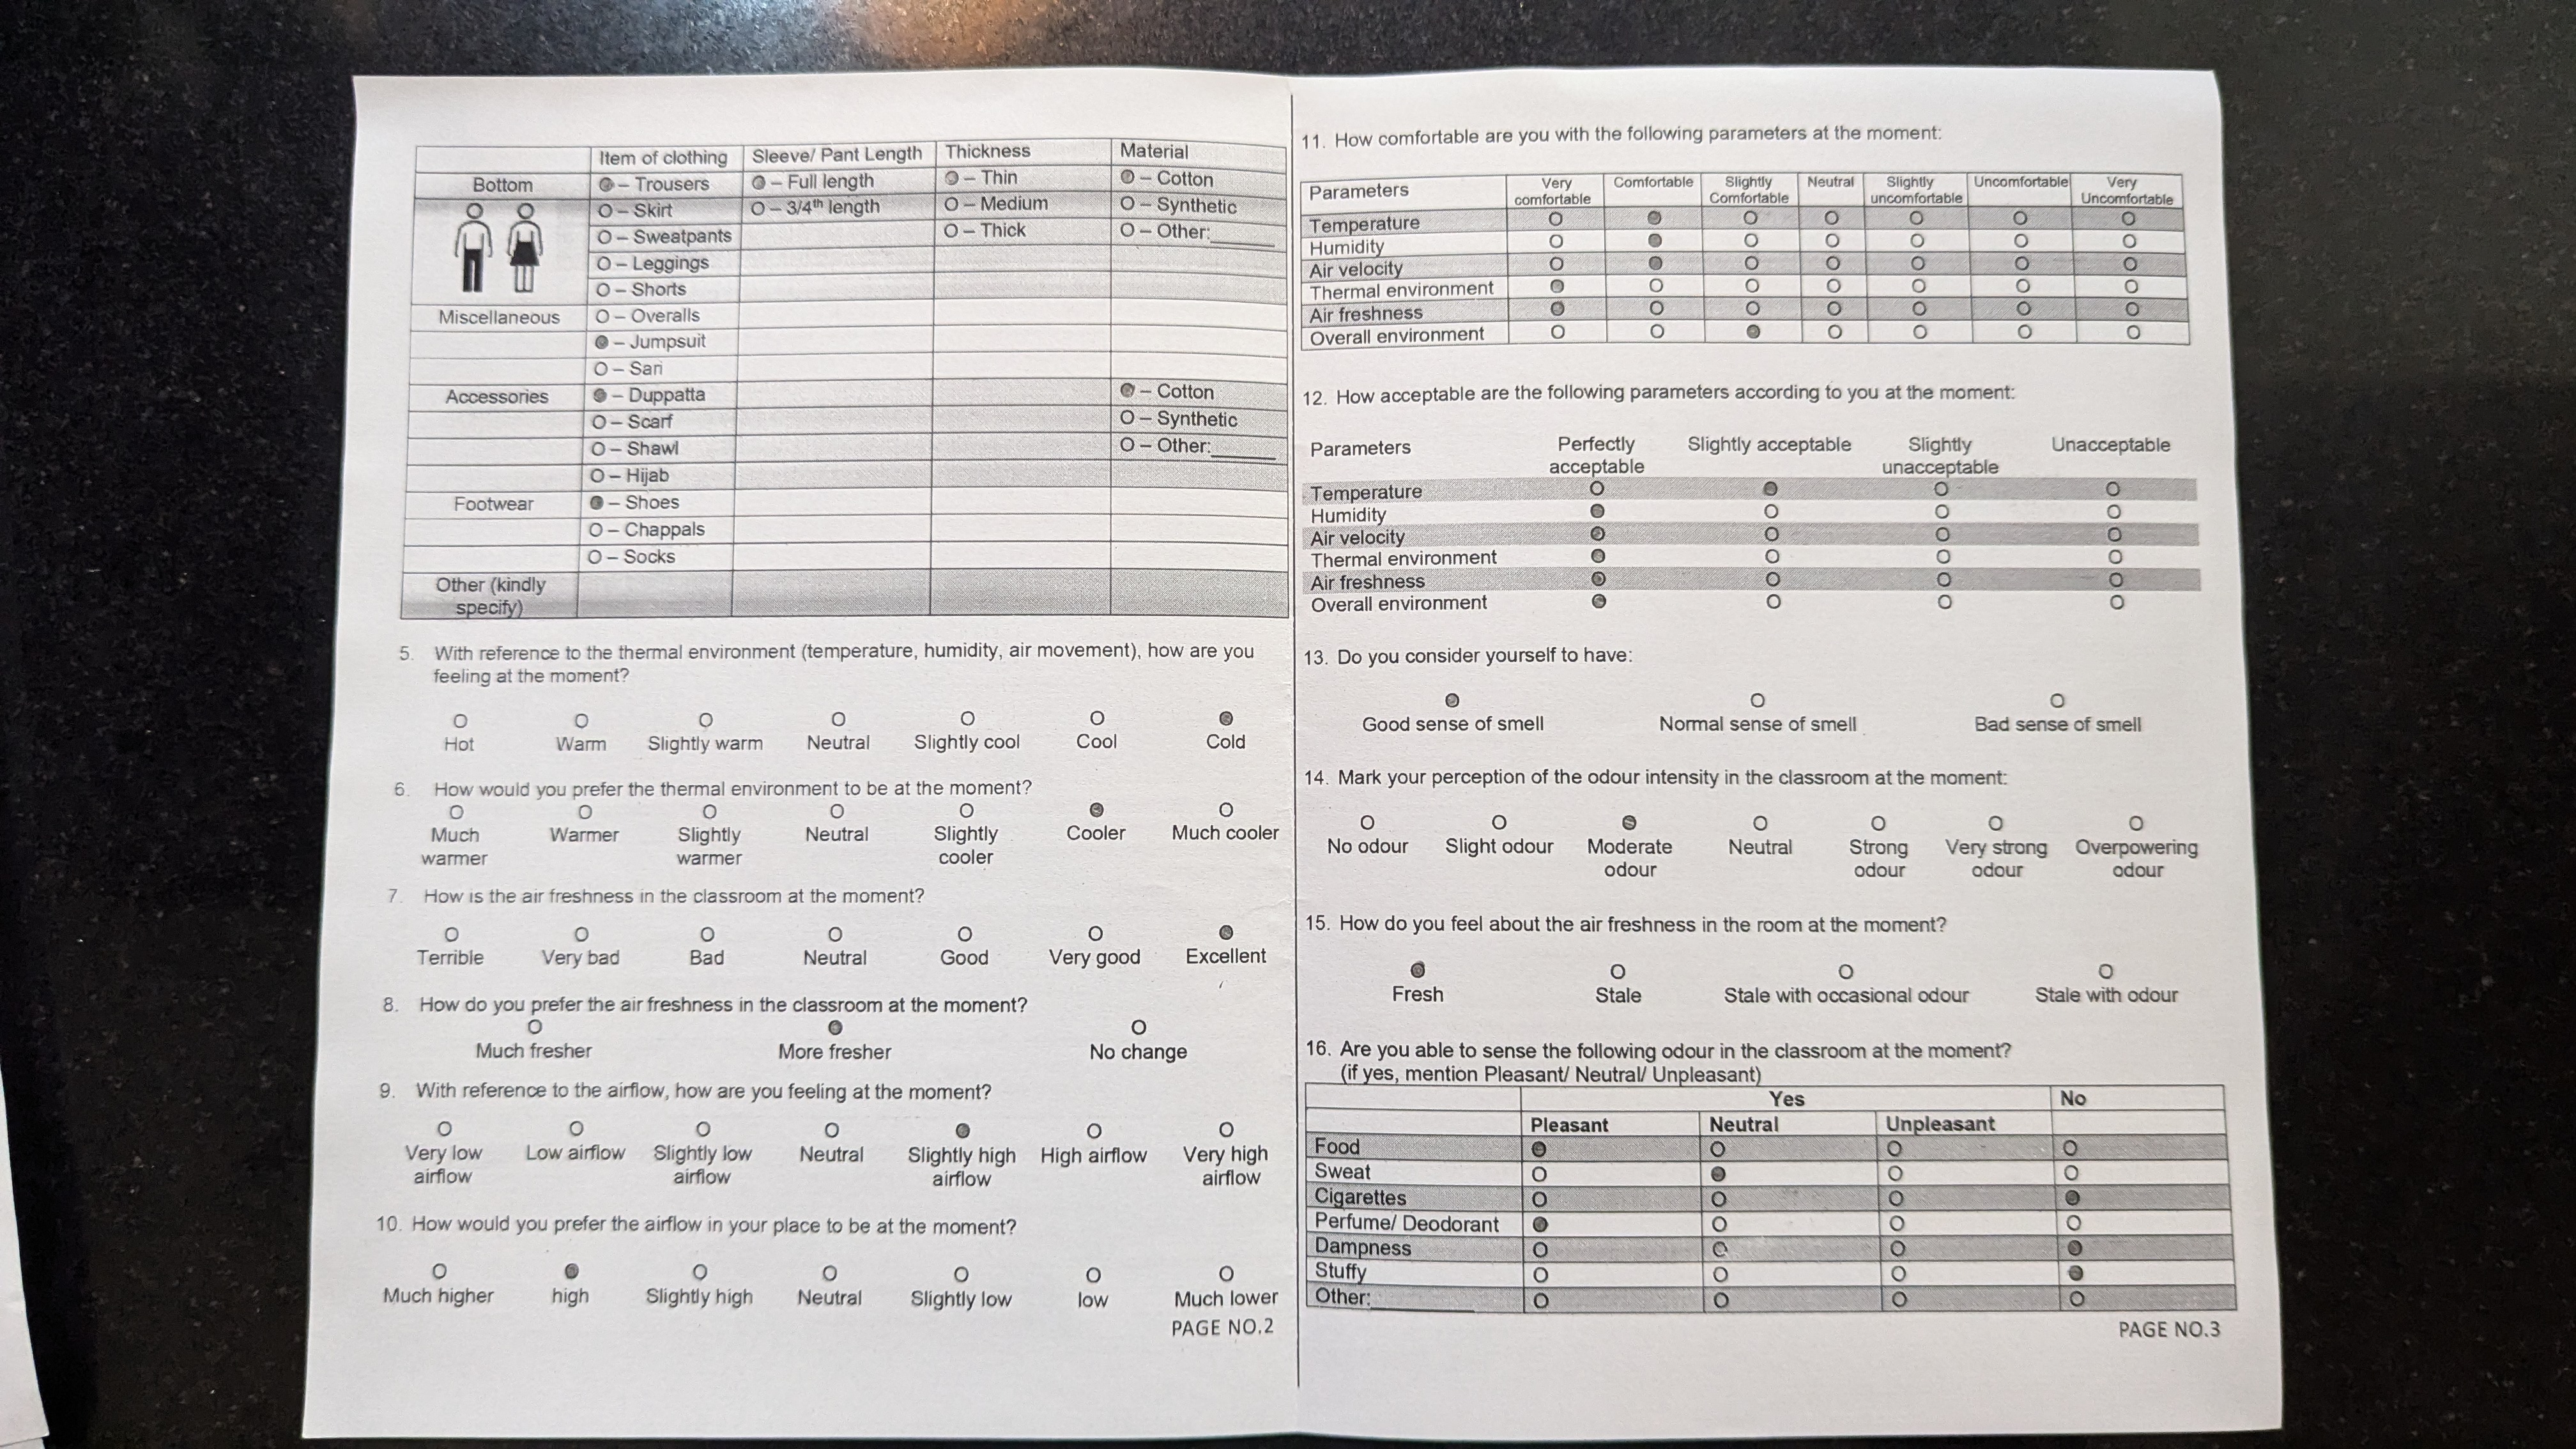 Item of clothing Sleeve/ Pant Length Thickness Material
Bottom ● – Trousers ● – Full length ● – Thin ● – Cotton
O – Skirt O – 3/4th length O – Medium O – Synthetic
O – Sweatpants O – Thick O – Other:______
O – Leggings
O – Shorts
Miscellaneous O – Overalls
● – Jumpsuit
O – Sari
Accessories ● – Duppatta ● – Cotton
O – Scarf O – Synthetic
O – Shawl O – Other:______
O – Hijab
Footwear ● – Shoes
O – Chappals
O – Socks
Other (kindly
specify)
5. With reference to the thermal environment (temperature, humidity, air movement), how are you
feeling at the moment?
O O O O O O ●
Hot Warm Slightly warm Neutral Slightly cool Cool Cold
6. How would you prefer the thermal environment to be at the moment?
O O O O O ● O
Much Warmer Slightly Neutral Slightly Cooler Much cooler
warmer warmer cooler
7. How is the air freshness in the classroom at the moment?
O O O O O O ●
Terrible Very bad Bad Neutral Good Very good Excellent
8. How do you prefer the air freshness in the classroom at the moment?
O ● O
Much fresher More fresher No change
9. With reference to the airflow, how are you feeling at the moment?
O O O O ● O O
Very low Low airflow Slightly low Neutral Slightly high High airflow Very high
airflow airflow airflow airflow
10. How would you prefer the airflow in your place to be at the moment?
O ● O O O O O
Much higher high Slightly high Neutral Slightly low low Much lower
PAGE NO.2
11. How comfortable are you with the following parameters at the moment:
Parameters Very Comfortable Slightly Neutral Slightly Uncomfortable Very
comfortable Comfortable uncomfortable Uncomfortable
Temperature O ● O O O O O
Humidity O ● O O O O O
Air velocity O ● O O O O O
Thermal environment ● O O O O O O
Air freshness ● O O O O O O
Overall environment O O ● O O O O
12. How acceptable are the following parameters according to you at the moment:
Parameters Perfectly Slightly acceptable Slightly Unacceptable
acceptable unacceptable
Temperature O ● O O
Humidity ● O O O
Air velocity ● O O O
Thermal environment ● O O O
Air freshness ● O O O
Overall environment ● O O O
13. Do you consider yourself to have:
● O O
Good sense of smell Normal sense of smell Bad sense of smell
14. Mark your perception of the odour intensity in the classroom at the moment:
O O ● O O O O
No odour Slight odour Moderate Neutral Strong Very strong Overpowering
odour odour odour odour
15. How do you feel about the air freshness in the room at the moment?
● O O O
Fresh Stale Stale with occasional odour Stale with odour
16. Are you able to sense the following odour in the classroom at the moment?
(if yes, mention Pleasant/ Neutral/ Unpleasant)
Yes No
Pleasant Neutral Unpleasant
Food ● O O O
Sweat O ● O O
Cigarettes O O O ●
Perfume/ Deodorant ● O O O
Dampness O O O ●
Stuffy O O O ●
Other:__________ O O O O
PAGE NO.3